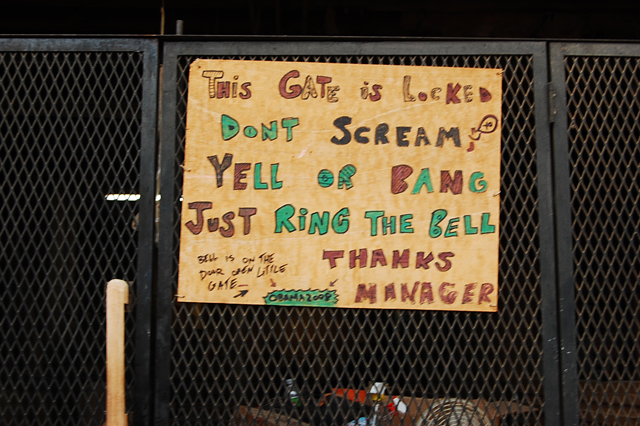 THiS GATE is LOCKED
DONT SCREAM,
YELL OR BANG
JUST RiNG THE BELL
THANKS
MANAGER
BELL IS ON THE
DOOR OPEN LITTLE
GATE
OBAMA2008